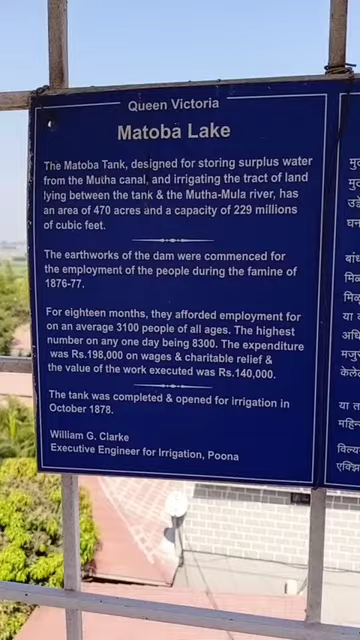 Queen Victoria
Matoba Lake
The Matoba Tank, designed for storing surplus water
from the Mutha canal, and irrigating the tract of land
lying between the tank & the Mutha-Mula river, has
an area of 470 acres and a capacity of 229 millions
of cubic feet.
The earthworks of the dam were commenced for
the employment of the people during the famine of
1876-77.
For eighteen months, they afforded employment for
on an average 3100 people of all ages. The highest
number on any one day being 8300. The expenditure
was Rs.198,000 on wages & charitable relief &
the value of the work executed was Rs.140,000.
The tank was completed & opened for irrigation in
October 1878.
William G. Clarke
Executive Engineer for Irrigation, Poona